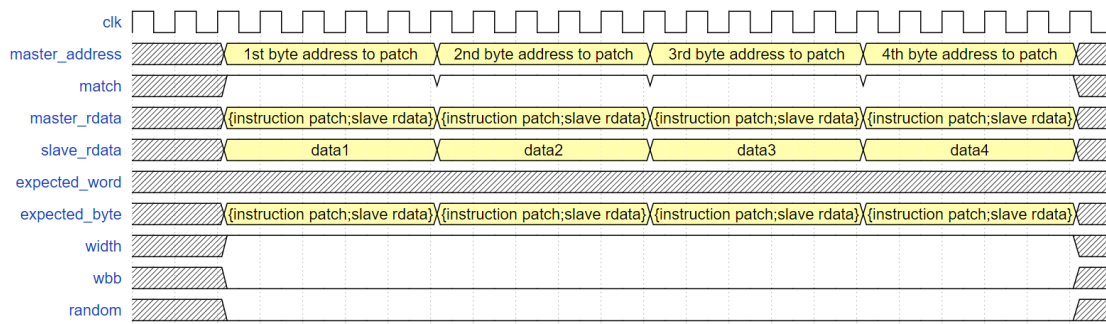 clk
master_address 1st byte address to patch 2nd byte address to patch 3rd byte address to patch 4th byte address to patch
match
master_rdata {instruction patch;slave rdata} {instruction patch;slave rdata} {instruction patch;slave rdata} {instruction patch;slave rdata}
slave_rdata data1 data2 data3 data4
expected_word
expected_byte {instruction patch;slave rdata} {instruction patch;slave rdata} {instruction patch;slave rdata} {instruction patch;slave rdata}
width
wbb
random